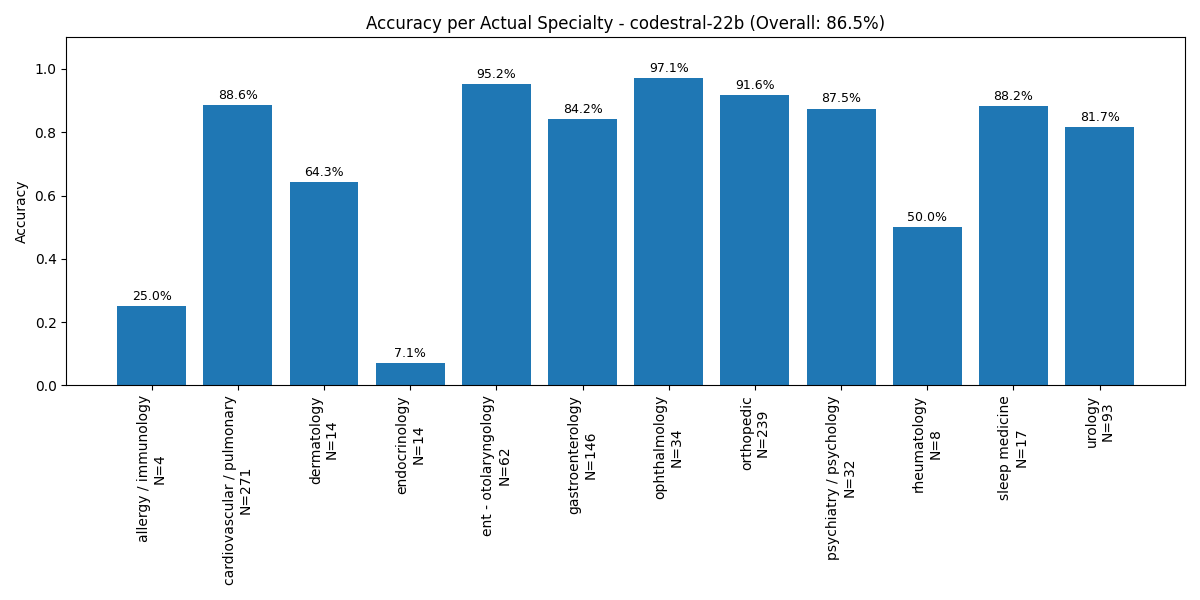 Accuracy per Actual Specialty - codestral-22b (Overall: 86.5%)
Accuracy
1.0
0.8
0.6
0.4
0.2
0.0
25.0%
88.6%
64.3%
7.1%
95.2%
84.2%
97.1%
91.6%
87.5%
50.0%
88.2%
81.7%
allergy / immunology
N=4
cardiovascular / pulmonary
N=271
dermatology
N=14
endocrinology
N=14
ent - otolaryngology
N=62
gastroenterology
N=146
ophthalmology
N=34
orthopedic
N=239
psychiatry / psychology
N=32
rheumatology
N=8
sleep medicine
N=17
urology
N=93